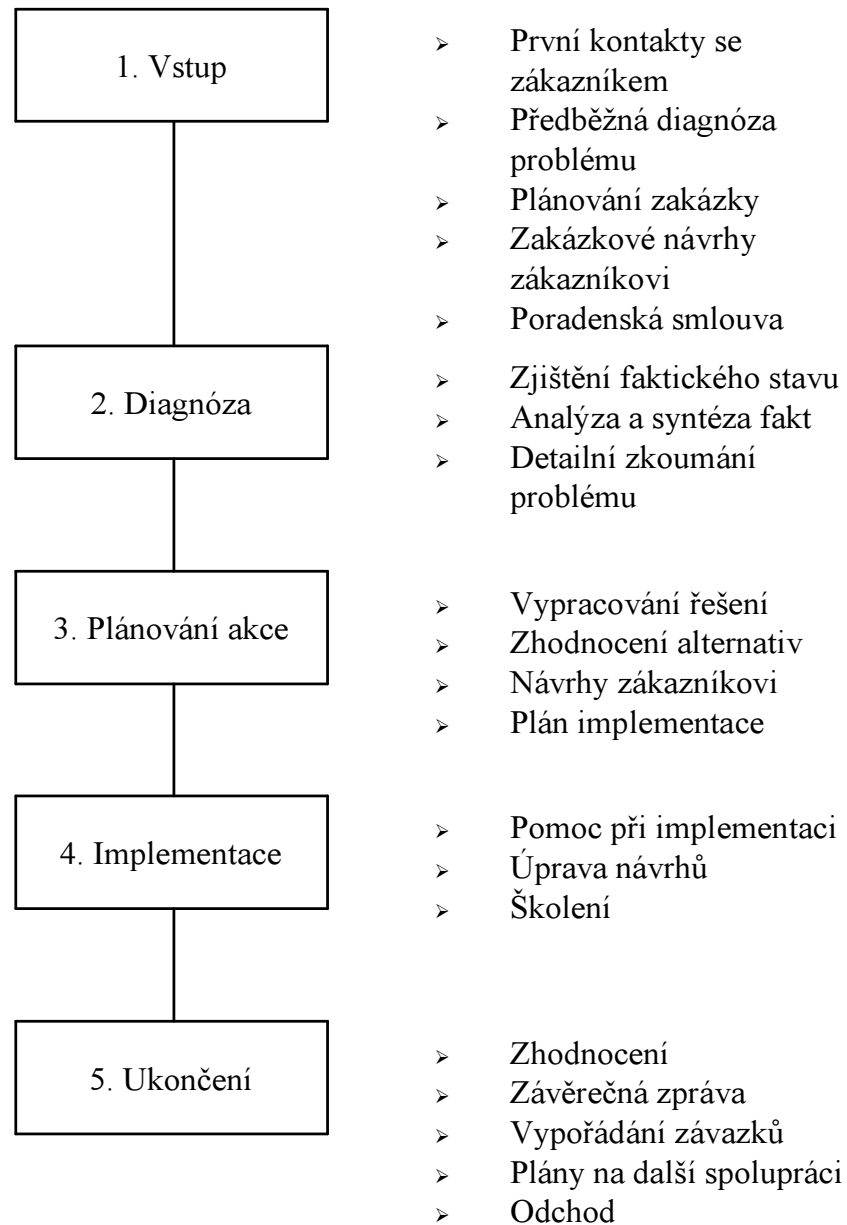 1. Vstup
➢ První kontakty se
zákazníkem
➢ Předběžná diagnóza
problému
➢ Plánování zakázky
➢ Zakázkové návrhy
zákazníkovi
➢ Poradenská smlouva
2. Diagnóza
➢ Zjištění faktického stavu
➢ Analýza a syntéza fakt
➢ Detailní zkoumání
problému
3. Plánování akce
➢ Vypracování řešení
➢ Zhodnocení alternativ
➢ Návrhy zákazníkovi
➢ Plán implementace
4. Implementace
➢ Pomoc při implementaci
➢ Úprava návrhů
➢ Školení
5. Ukončení
➢ Zhodnocení
➢ Závěrečná zpráva
➢ Vypořádání závazků
➢ Plány na další spolupráci
➢ Odchod